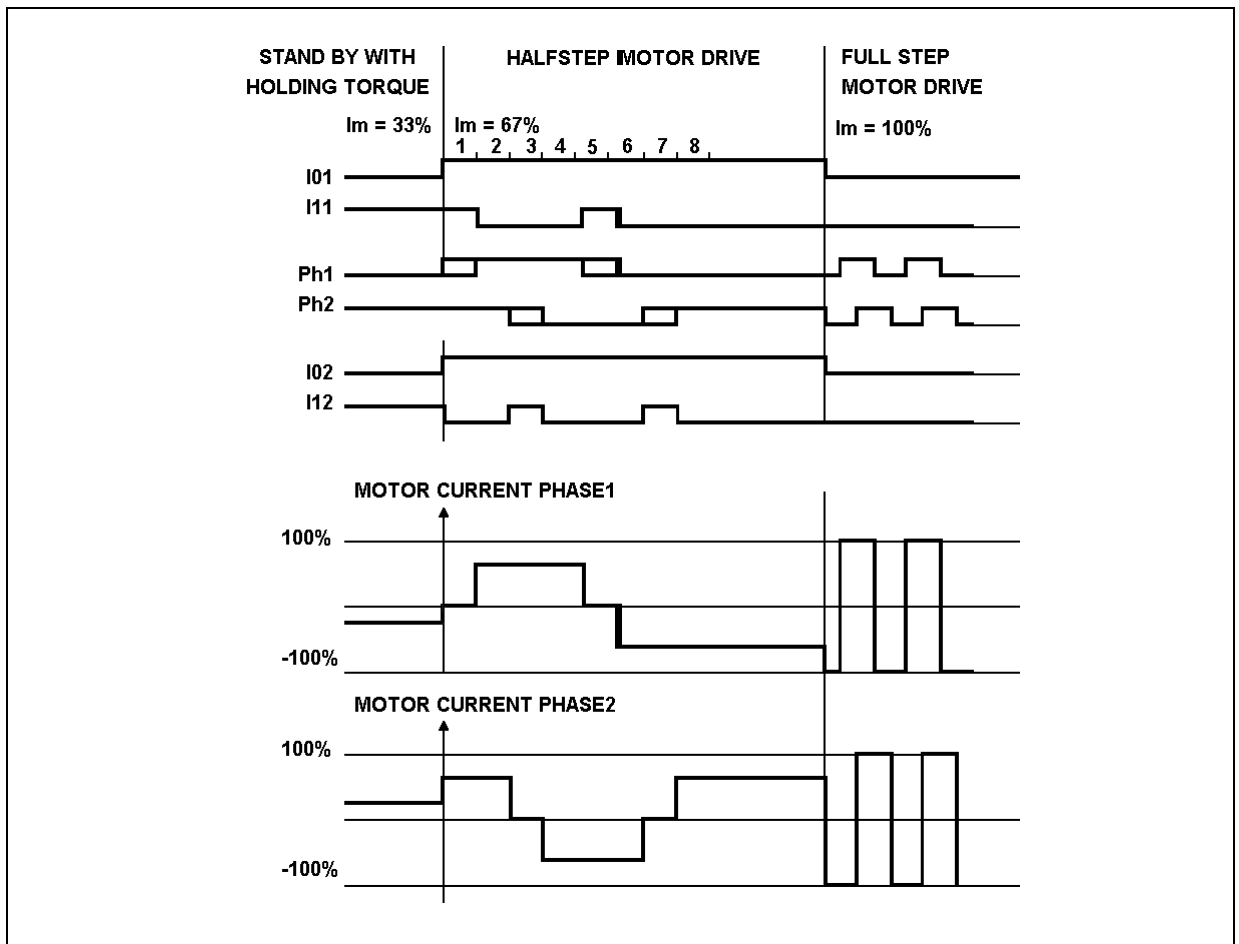 STAND BY WITH
HOLDING TORQUE
HALFSTEP MOTOR DRIVE
FULL STEP
MOTOR DRIVE
Im = 33%
Im = 67%
Im = 100%
1 2 3 4 5 6 7 8
I01
I11
Ph1
Ph2
I02
I12
MOTOR CURRENT PHASE1
100%
-100%
MOTOR CURRENT PHASE2
100%
-100%